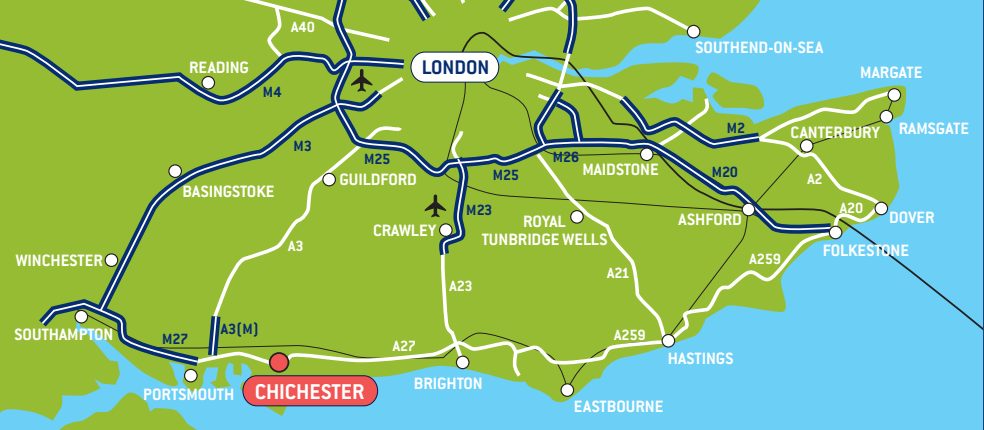 A40
SOUTHEND-ON-SEA
READING
LONDON
MARGATE
M4
M2
CANTERBURY
RAMSGATE
M3
M25
M26
MAIDSTONE
M25
M20
BASINGSTOKE
GUILDFORD
A2
M23
A20
CRAWLEY
ROYAL
TUNBRIDGE WELLS
ASHFORD
DOVER
A3
FOLKESTONE
WINCHESTER
A21
A259
A23
SOUTHAMPTON
A3(M)
M27
A27
A259
HASTINGS
PORTSMOUTH
CHICHESTER
BRIGHTON
EASTBOURNE